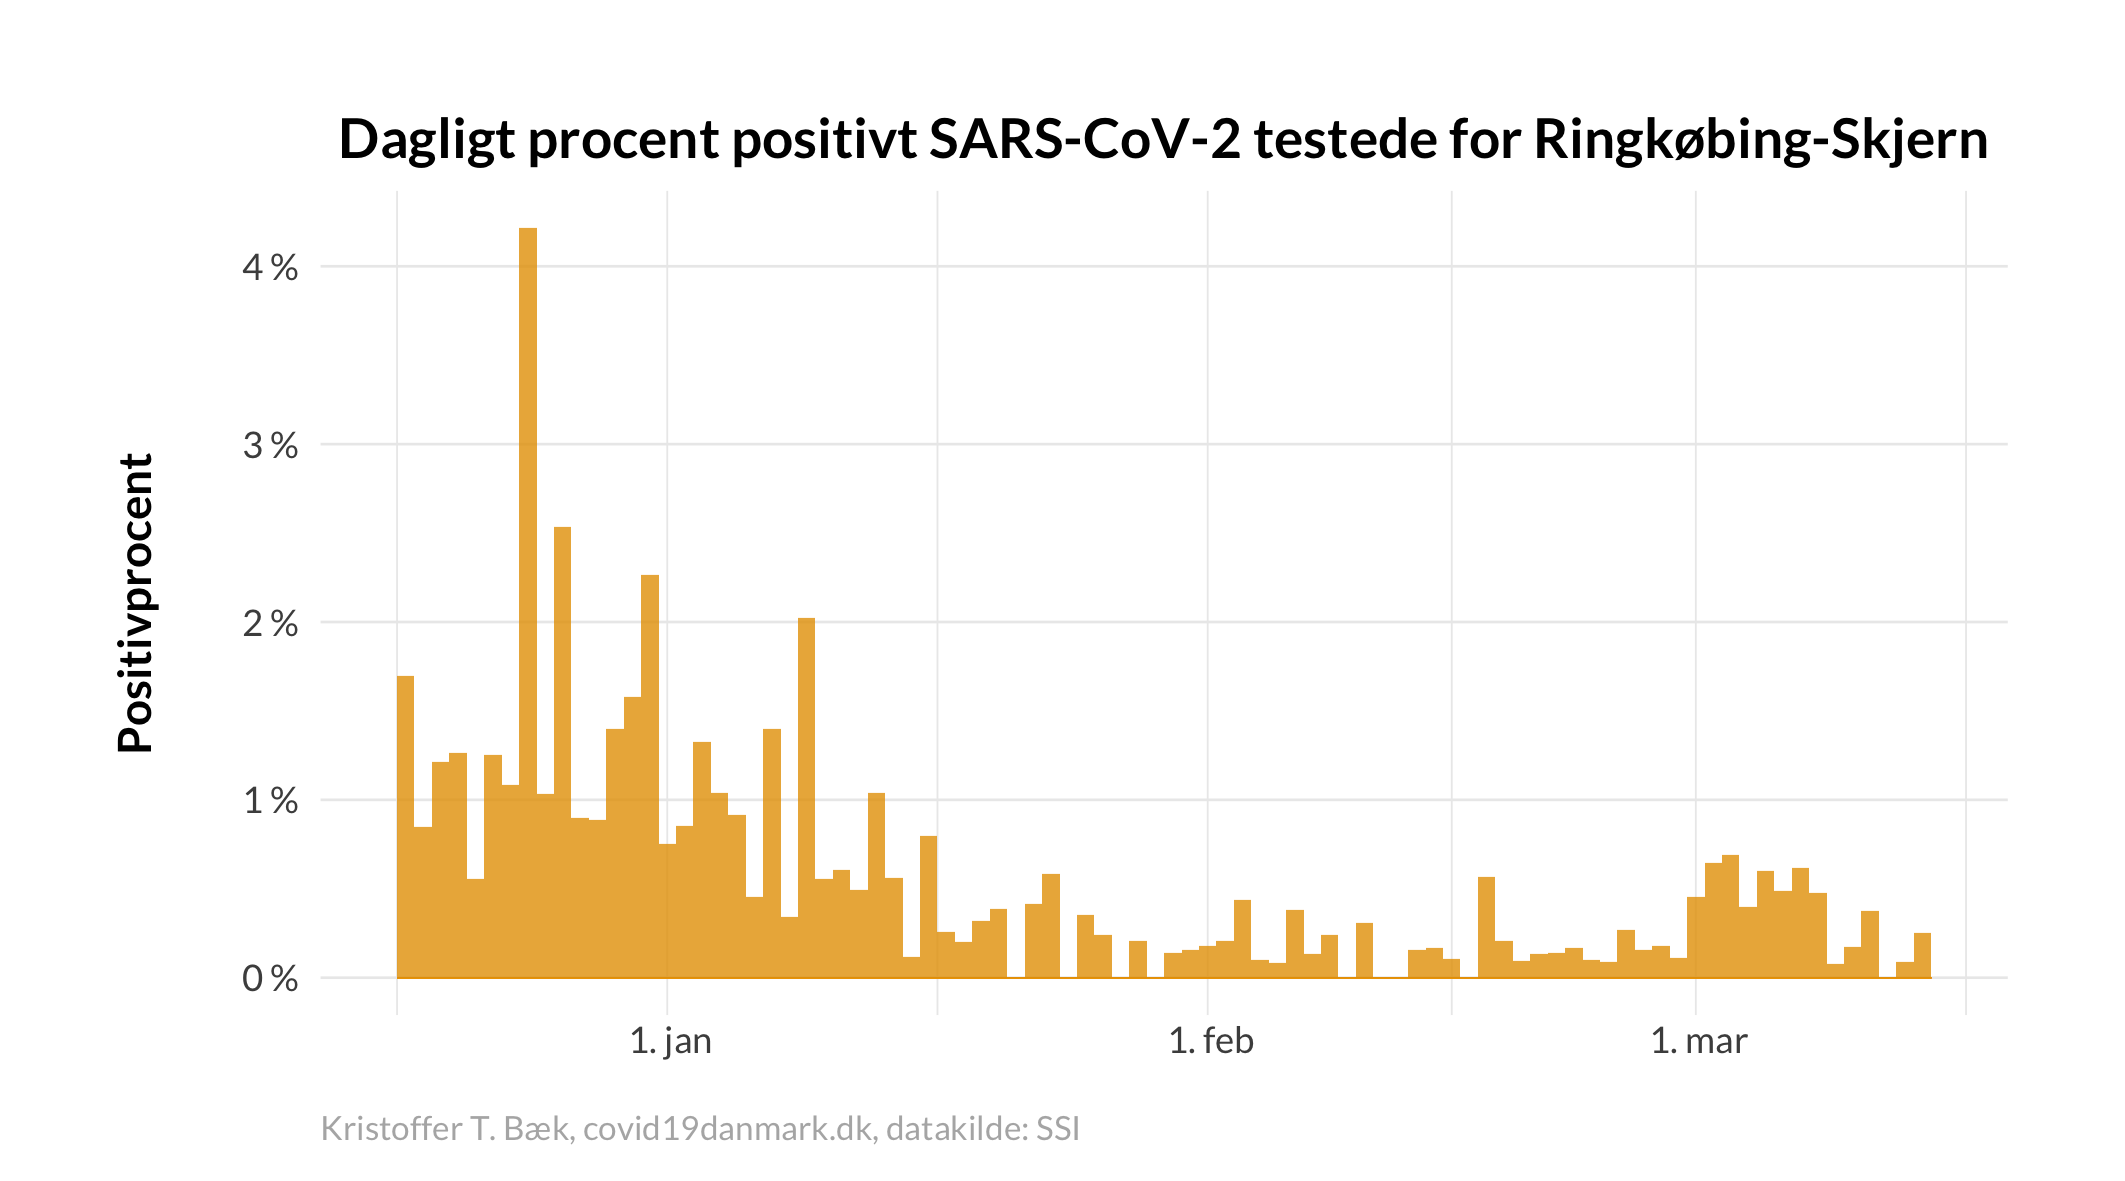 Dagligt procent positivt SARS-CoV-2 testede for Ringkøbing-Skjern
Positivprocent
4 %
3 %
2 %
1 %
0 %
1. jan
1. feb
1. mar
Kristoffer T. Bæk, covid19danmark.dk, datakilde: SSI